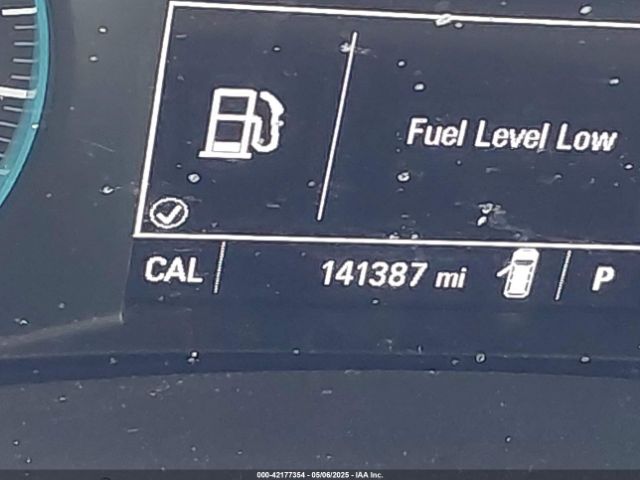 Fuel Level Low
CAL 141387 mi P
000-42177354 - 05/06/2025 - IAA Inc.